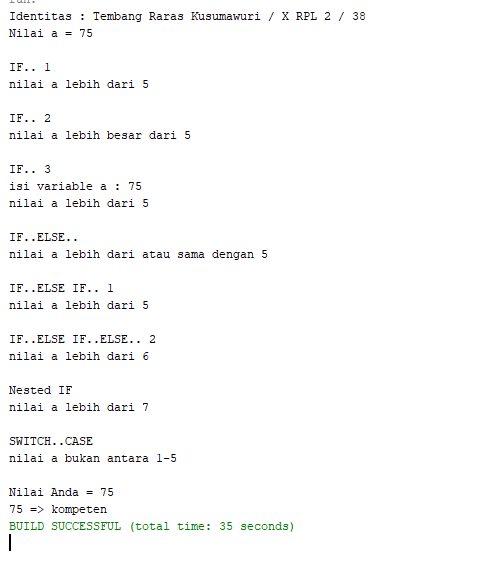 run:
Identitas : Tembang Raras Kusumawuri / X RPL 2 / 38
Nilai a = 75
IF.. 1
nilai a lebih dari 5
IF.. 2
nilai a lebih besar dari 5
IF.. 3
isi variable a : 75
nilai a lebih dari 5
IF..ELSE..
nilai a lebih dari atau sama dengan 5
IF..ELSE IF.. 1
nilai a lebih dari 5
IF..ELSE IF..ELSE.. 2
nilai a lebih dari 6
Nested IF
nilai a lebih dari 7
SWITCH..CASE
nilai a bukan antara 1-5
Nilai Anda = 75
75 => kompeten
BUILD SUCCESSFUL (total time: 35 seconds)